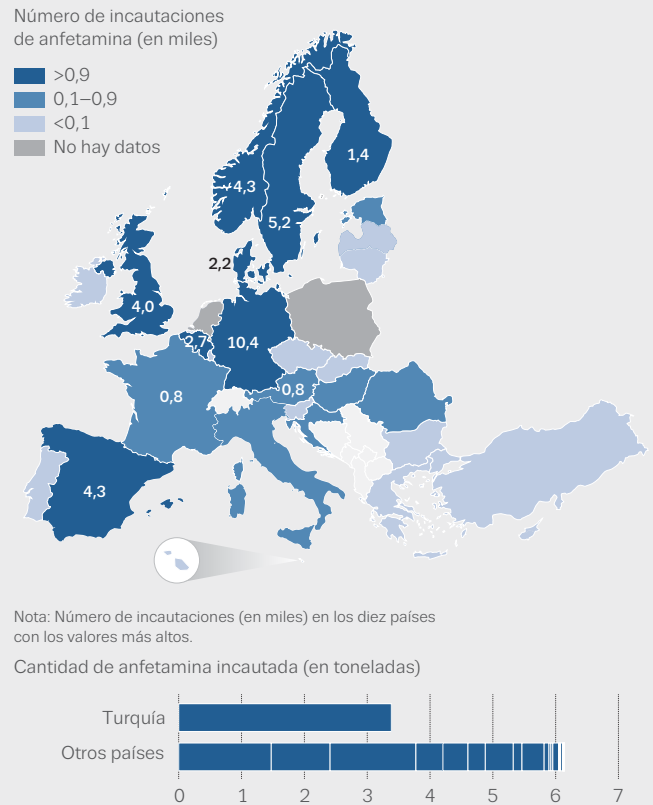 Número de incautaciones
de anfetamina (en miles)
>0,9
0,1–0,9
<0,1
No hay datos
1,4
4,3
5,2
2,2
4,0
2,7
10,4
0,8
0,8
4,3
Nota: Número de incautaciones (en miles) en los diez países
con los valores más altos.
Cantidad de anfetamina incautada (en toneladas)
Turquía
Otros países
0 1 2 3 4 5 6 7